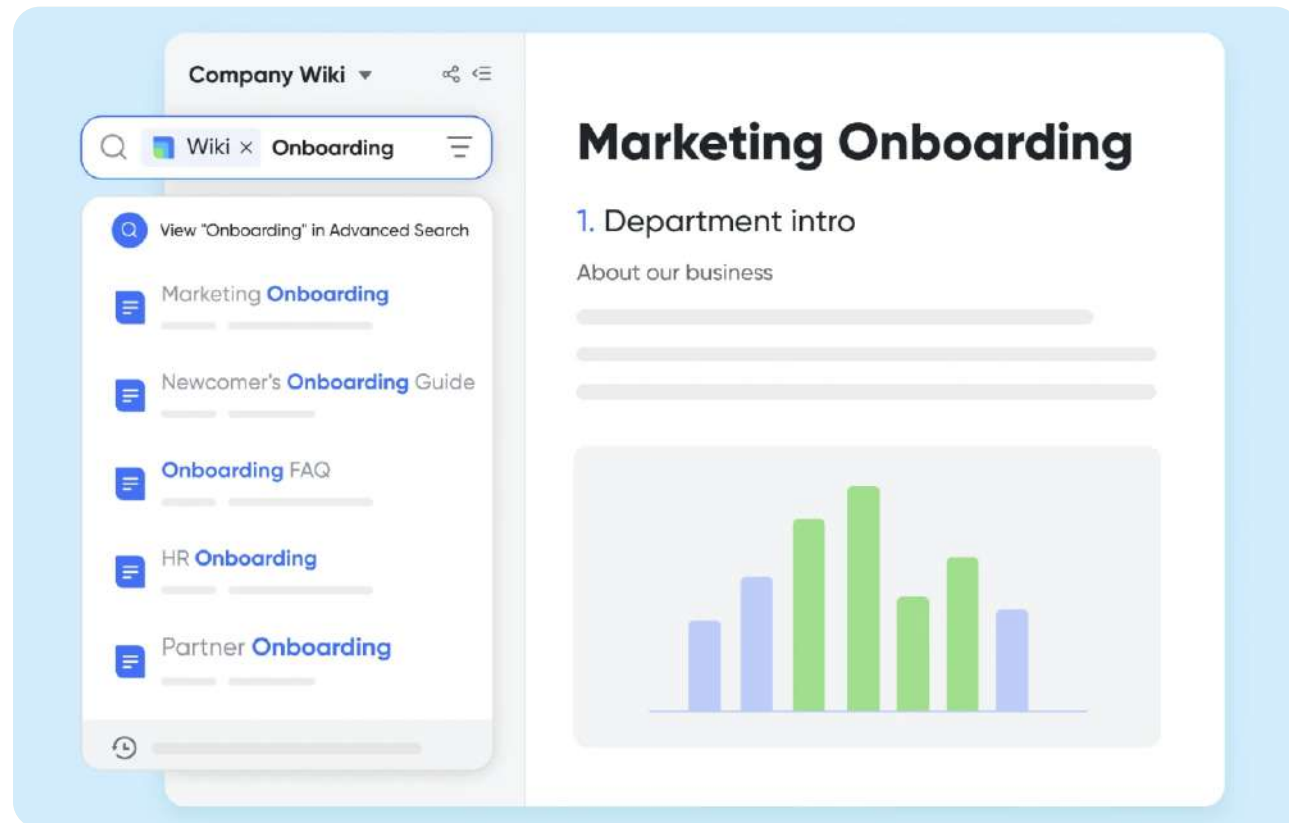 Company Wiki
Wiki × Onboarding
View "Onboarding" in Advanced Search
Marketing Onboarding
Newcomer's Onboarding Guide
Onboarding FAQ
HR Onboarding
Partner Onboarding
Marketing Onboarding
1. Department intro
About our business